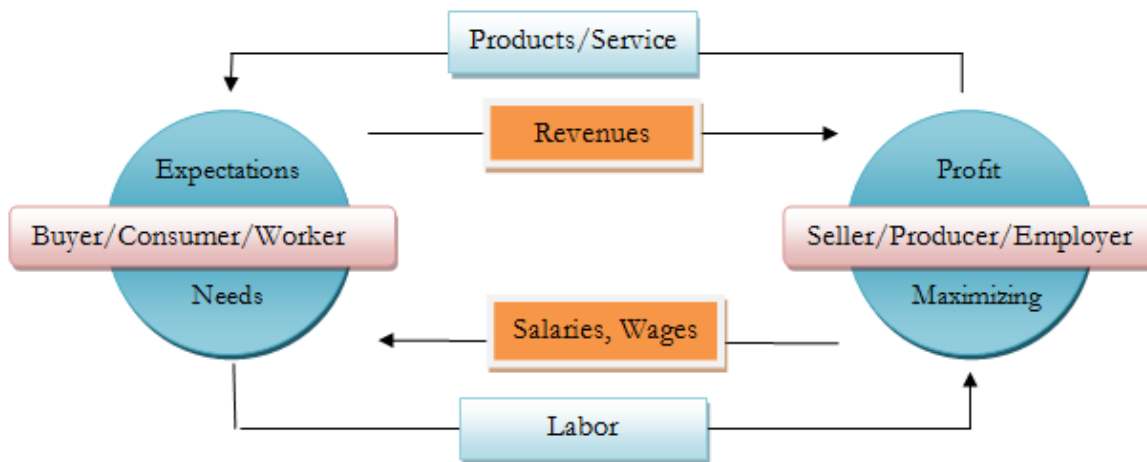 Products/Service
Revenues
Expectations
Profit
Buyer/Consumer/Worker
Seller/Producer/Employer
Needs
Maximizing
Salaries, Wages
Labor